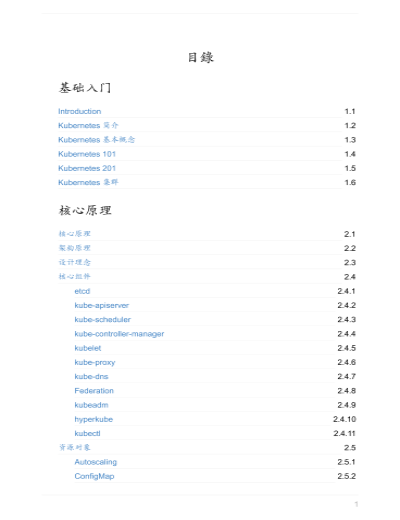 目錄
基础入门
Introduction 1.1
Kubernetes 简介 1.2
Kubernetes 基本概念 1.3
Kubernetes 101 1.4
Kubernetes 201 1.5
Kubernetes 集群 1.6
核心原理
核心原理 2.1
架构原理 2.2
设计理念 2.3
核心组件 2.4
etcd 2.4.1
kube-apiserver 2.4.2
kube-scheduler 2.4.3
kube-controller-manager 2.4.4
kubelet 2.4.5
kube-proxy 2.4.6
kube-dns 2.4.7
Federation 2.4.8
kubeadm 2.4.9
hyperkube 2.4.10
kubectl 2.4.11
资源对象 2.5
Autoscaling 2.5.1
ConfigMap 2.5.2
1